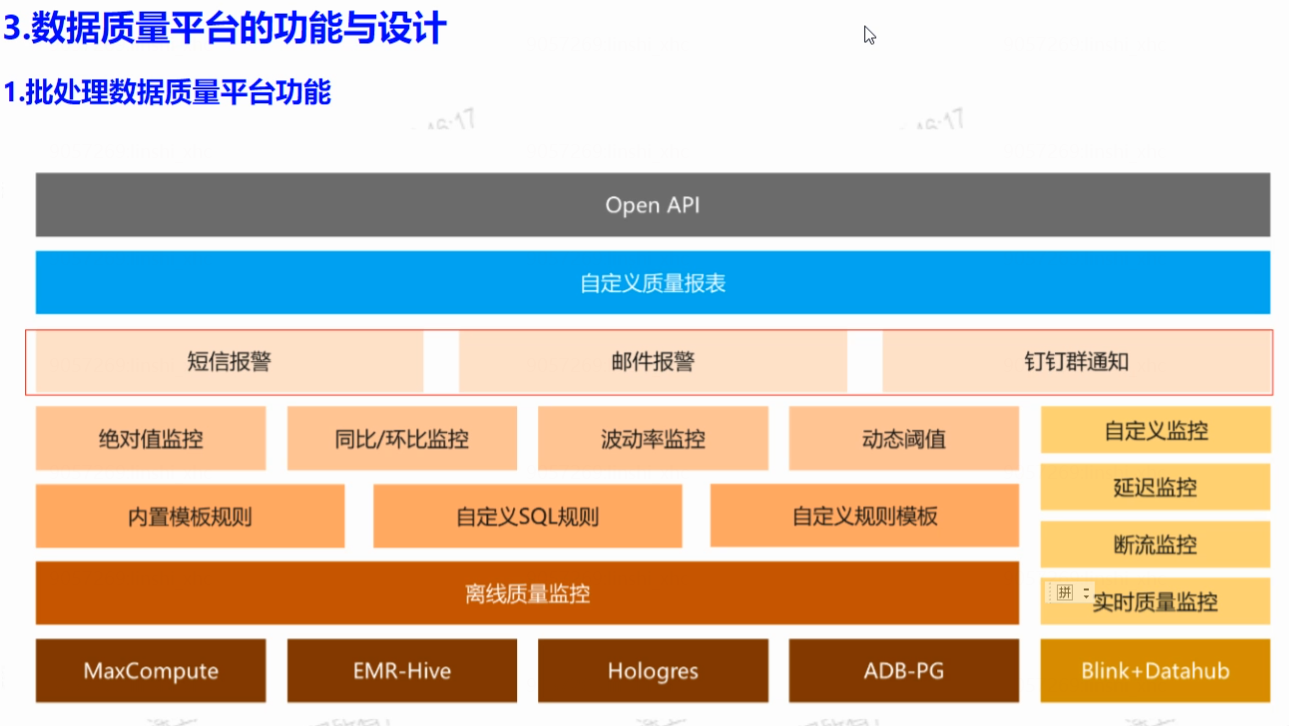 3.数据质量平台的功能与设计
1.批处理数据质量平台功能
Open API
自定义质量报表
短信报警 邮件报警 钉钉群通知
绝对值监控 同比/环比监控 波动率监控 动态阈值 自定义监控
延迟监控
内置模板规则 自定义SQL规则 自定义规则模板
断流监控
离线质量监控 拼 实时质量监控
MaxCompute EMR-Hive Hologres ADB-PG Blink+Datahub